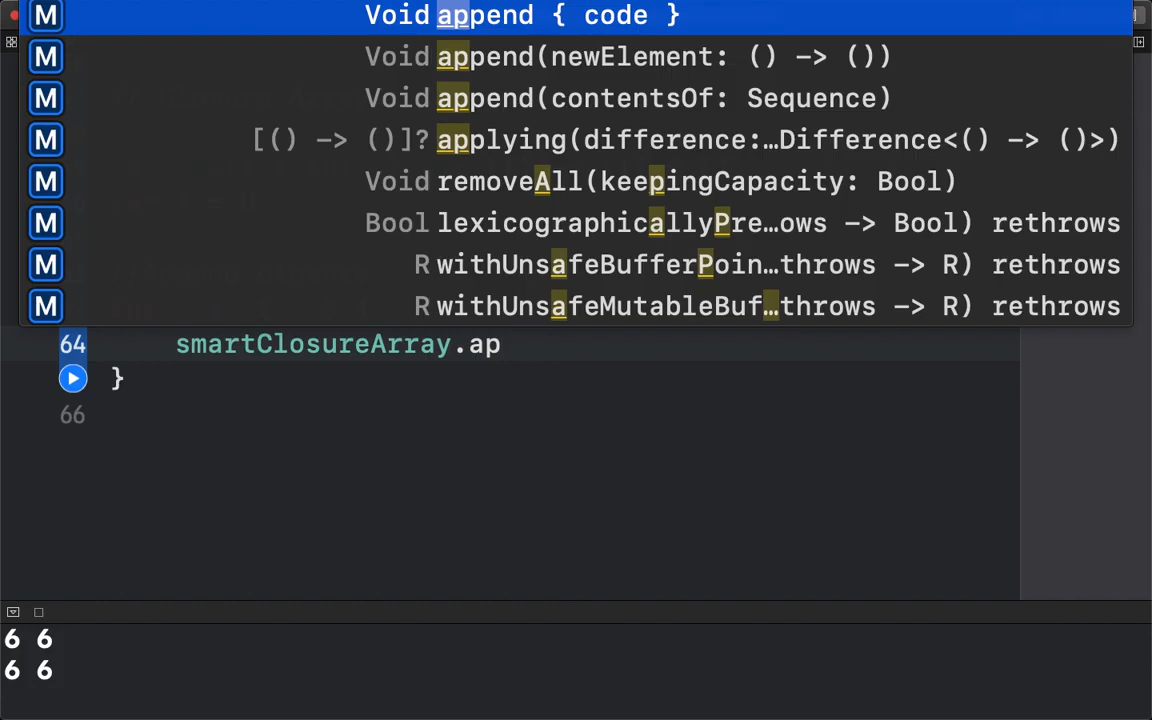 M Void append { code }
M Void append(newElement: () -> ())
M Void append(contentsOf: Sequence)
M [() -> ()]? applying(difference:…Difference<() -> ()>)
M Void removeAll(keepingCapacity: Bool)
M Bool lexicographicallyPre…ows -> Bool) rethrows
M R withUnsafeBufferPoin…throws -> R) rethrows
M R withUnsafeMutableBuf…throws -> R) rethrows
64 smartClosureArray.ap
}
66
6 6
6 6